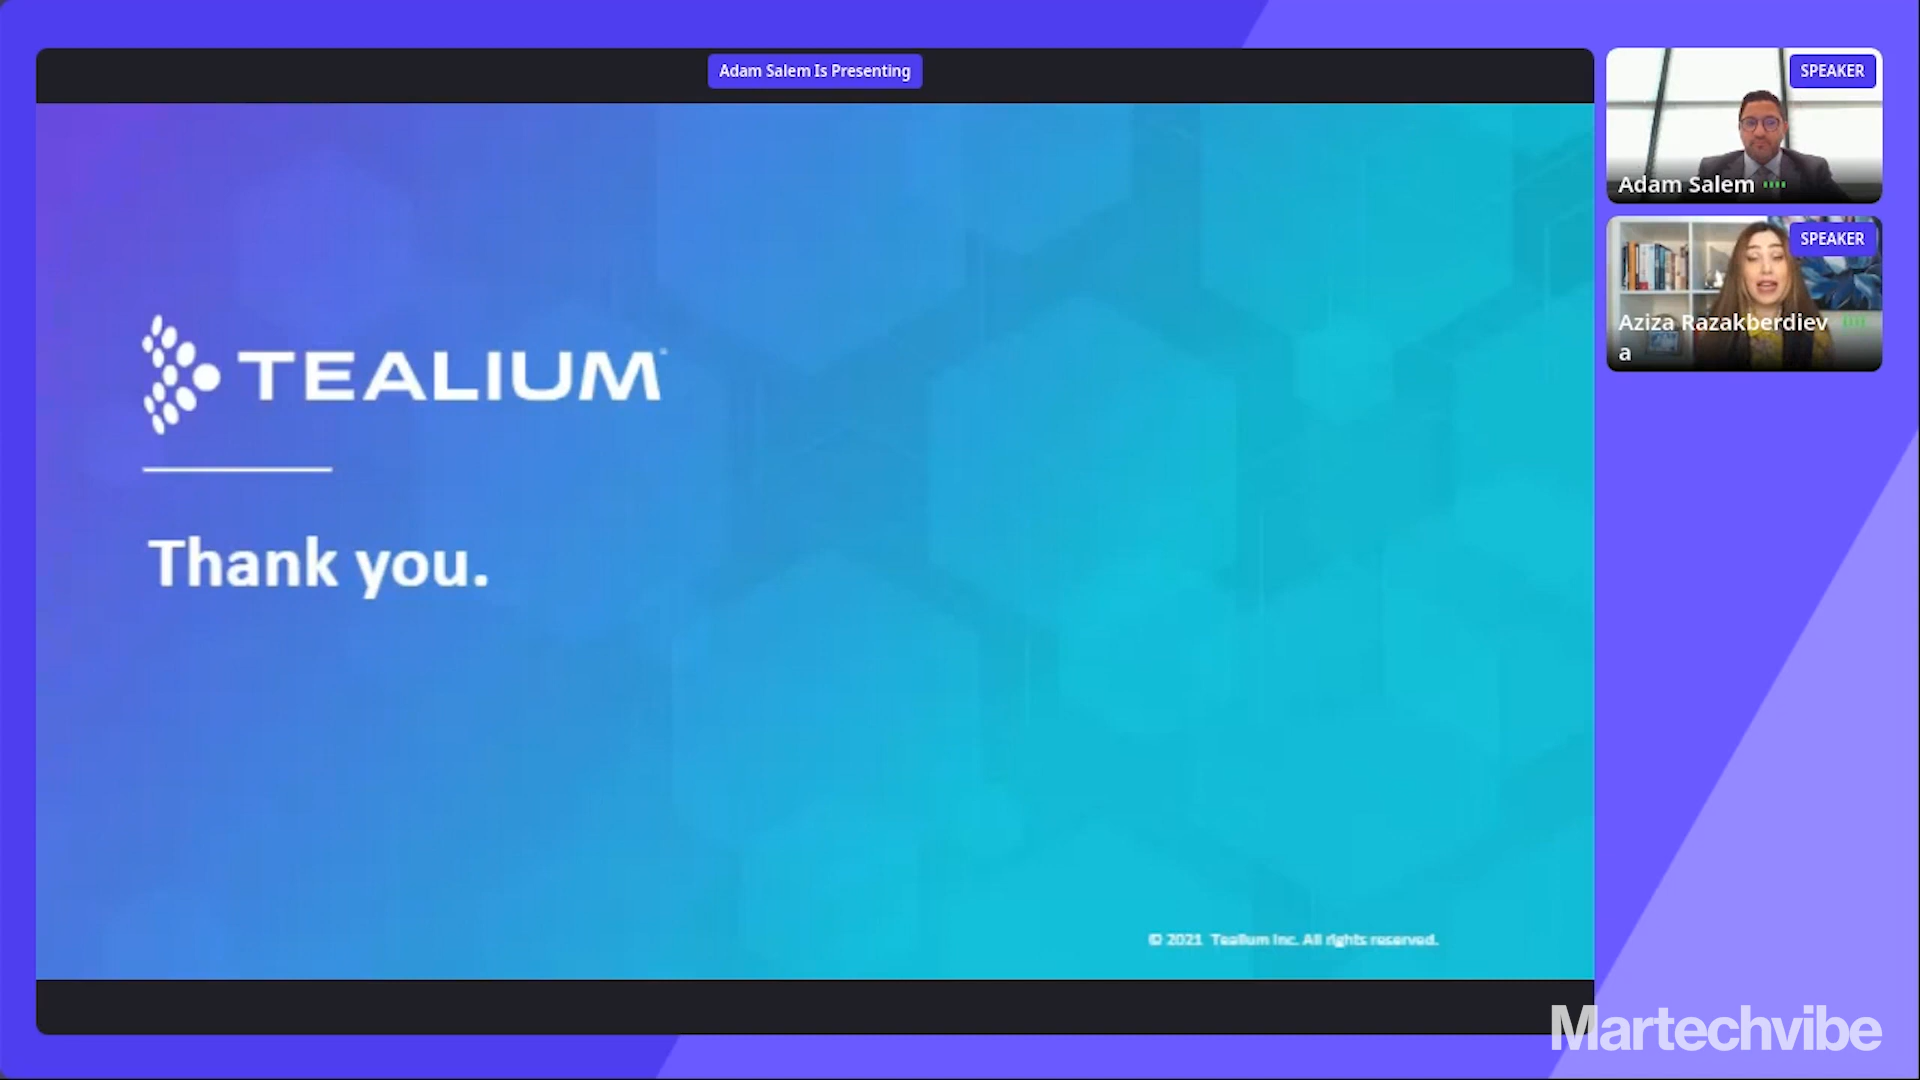 Adam Salem Is Presenting
TEALIUM
Thank you.
© 2021 Tealium Inc. All rights reserved.
SPEAKER
Adam Salem
SPEAKER
Aziza Razakberdiev
a
Martechvibe